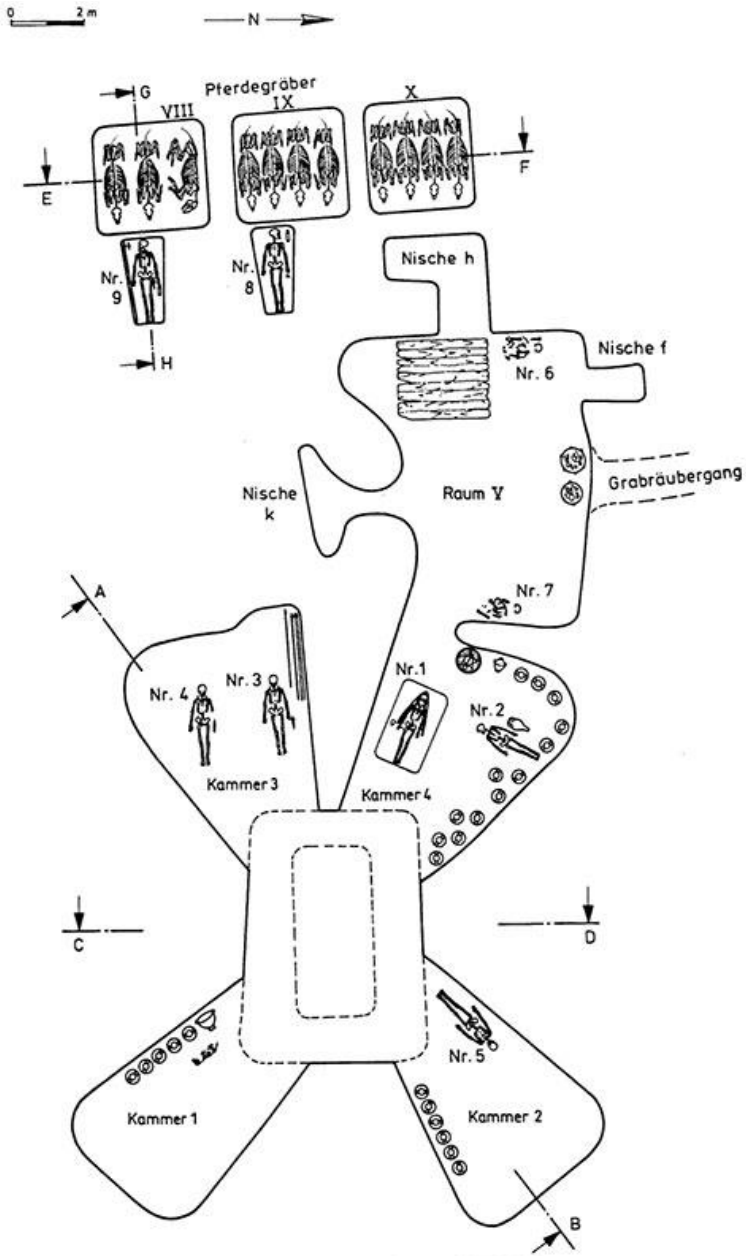 0 2 m
N
G
Pferdegräber
VIII
IX
X
E
F
Nr.
9
Nr.
8
H
Nische h
Nische f
Nr. 6
Nische
k
Raum V
Grabräubergang
A
Nr. 7
Nr. 4
Nr. 3
Nr. 1
Nr. 2
Kammer 3
Kammer 4
C
D
Nr. 5
Kammer 1
Kammer 2
B